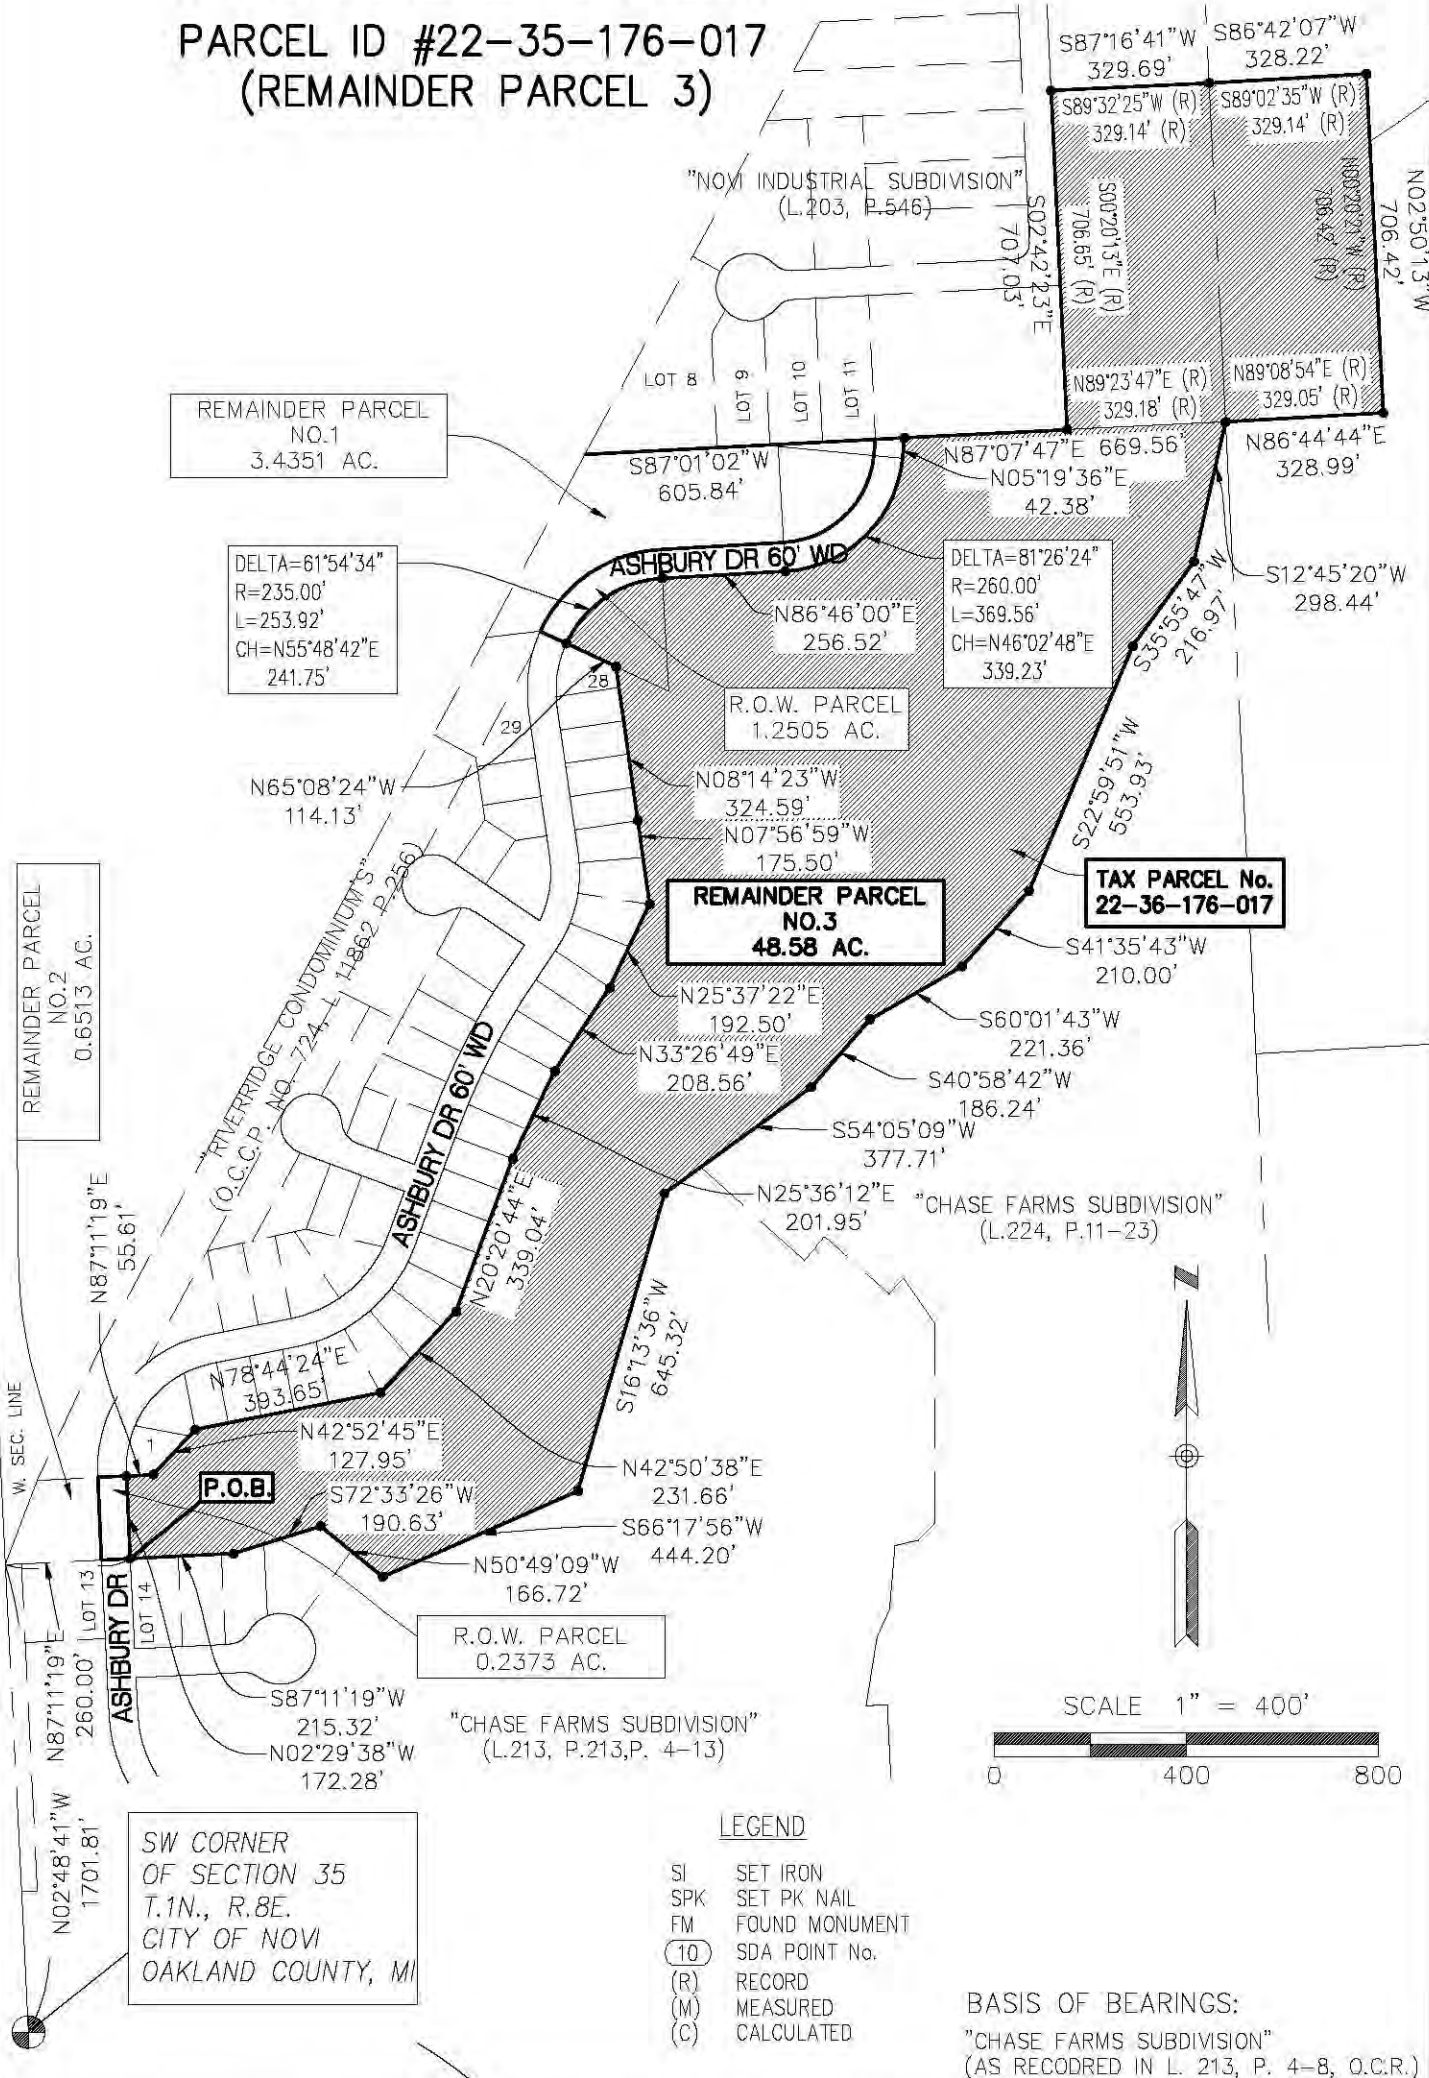 PARCEL ID #22-35-176-017
(REMAINDER PARCEL 3)
S87°16'41"W
329.69'
S86°42'07"W
328.22'
S89°32'25"W (R)
329.14' (R)
S89°02'35"W (R)
329.14' (R)
"NOVI INDUSTRIAL SUBDIVISION"
(L.203, P.546)
S02°42'23"E
707.03'
S00°20'13"E (R)
706.65' (R)
N00°20'21"W (R)
706.42' (R)
N02°50'13"W
706.42'
LOT 8
LOT 9
LOT 10
LOT 11
N89°23'47"E (R)
329.18' (R)
N89°08'54"E (R)
329.05' (R)
REMAINDER PARCEL
NO.1
3.4351 AC.
S87°01'02"W
605.84'
N87°07'47"E 669.56'
N86°44'44"E
328.99'
N05°19'36"E
42.38'
DELTA=61°54'34"
R=235.00'
L=253.92'
CH=N55°48'42"E
241.75'
ASHBURY DR 60' WD
DELTA=81°26'24"
R=260.00'
L=369.56'
CH=N46°02'48"E
339.23'
S12°45'20"W
298.44'
N86°46'00"E
256.52'
S35°55'47"W
216.97'
28
29
R.O.W. PARCEL
1.2505 AC.
N65°08'24"W
114.13'
N08°14'23"W
324.59'
S22°59'51"W
553.93'
N07°56'59"W
175.50'
REMAINDER PARCEL
NO.3
48.58 AC.
TAX PARCEL No.
22-36-176-017
REMAINDER PARCEL
NO.2
0.6513 AC.
"RIVERRIDGE CONDOMINIUM'S"
(O.C.C.P. NO.-724, L 11862 P.256)
S41°35'43"W
210.00'
N25°37'22"E
192.50'
S60°01'43"W
221.36'
N33°26'49"E
208.56'
S40°58'42"W
186.24'
ASHBURY DR 60' WD
S54°05'09"W
377.71'
N25°36'12"E
201.95'
"CHASE FARMS SUBDIVISION"
(L.224, P.11-23)
N87°11'19"E
55.61'
N20°20'44"E
339.04'
S16°13'36"W
645.32'
N
W. SEC. LINE
N78°44'24"E
393.65'
1
N42°52'45"E
127.95'
P.O.B.
S72°33'26"W
190.63'
N42°50'38"E
231.66'
S66°17'56"W
444.20'
N50°49'09"W
166.72'
LOT 13
ASHBURY DR
LOT 14
R.O.W. PARCEL
0.2373 AC.
N87°11'19"E
260.00'
S87°11'19"W
215.32'
N02°29'38"W
172.28'
"CHASE FARMS SUBDIVISION"
(L.213, P.213,P. 4-13)
SCALE 1" = 400'
0 400 800
N02°48'41"W
1701.81'
SW CORNER
OF SECTION 35
T.1N., R.8E.
CITY OF NOVI
OAKLAND COUNTY, MI
LEGEND
SI SET IRON
SPK SET PK NAIL
FM FOUND MONUMENT
10 SDA POINT No.
(R) RECORD
(M) MEASURED
(C) CALCULATED
BASIS OF BEARINGS:
"CHASE FARMS SUBDIVISION"
(AS RECODRED IN L. 213, P. 4-8, O.C.R.)